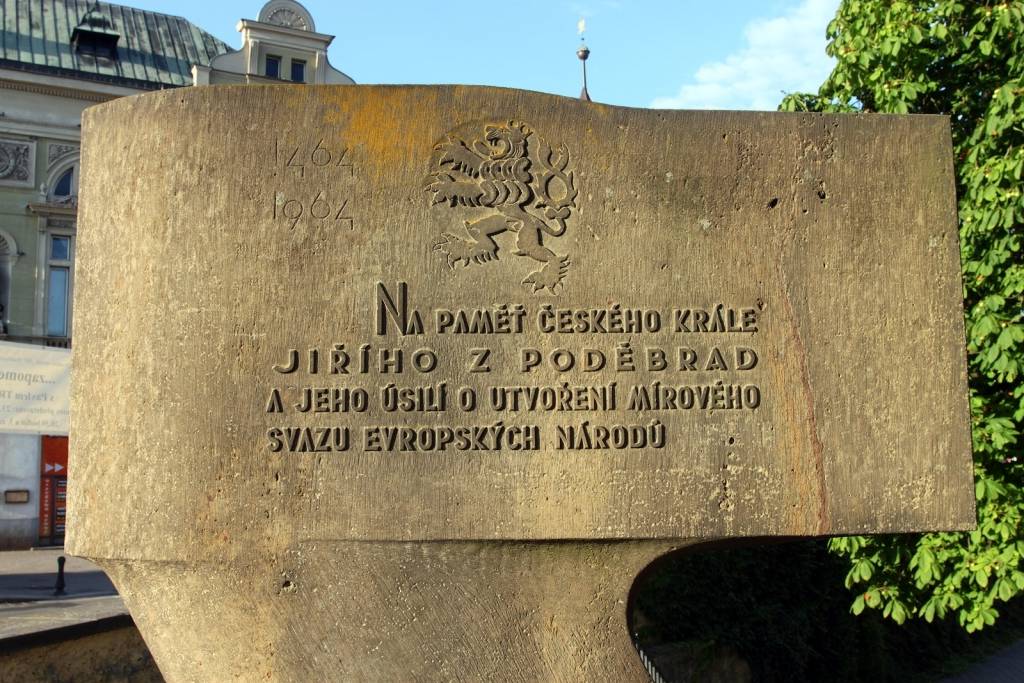 1464
1964
NA PAMĚŤ ČESKÉHO KRÁLE
JIŘÍHO Z PODĚBRAD
A JEHO ÚSILÍ O UTVOŘENÍ MÍROVÉHO
SVAZU EVROPSKÝCH NÁRODŮ